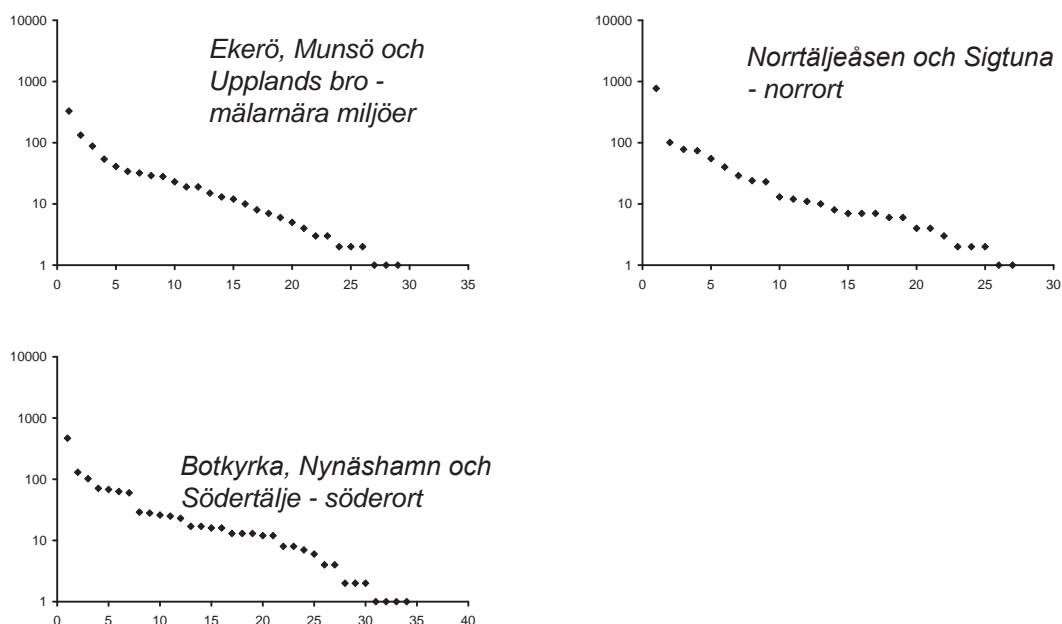 10000
1000
100
10
1
0 5 10 15 20 25 30 35
Ekerö, Munsö och
Upplands bro -
mälarnära miljöer
10000
1000
100
10
1
0 5 10 15 20 25 30
Norrtäljeåsen och Sigtuna
- norrort
10000
1000
100
10
1
0 5 10 15 20 25 30 35 40
Botkyrka, Nynäshamn och
Södertälje - söderort